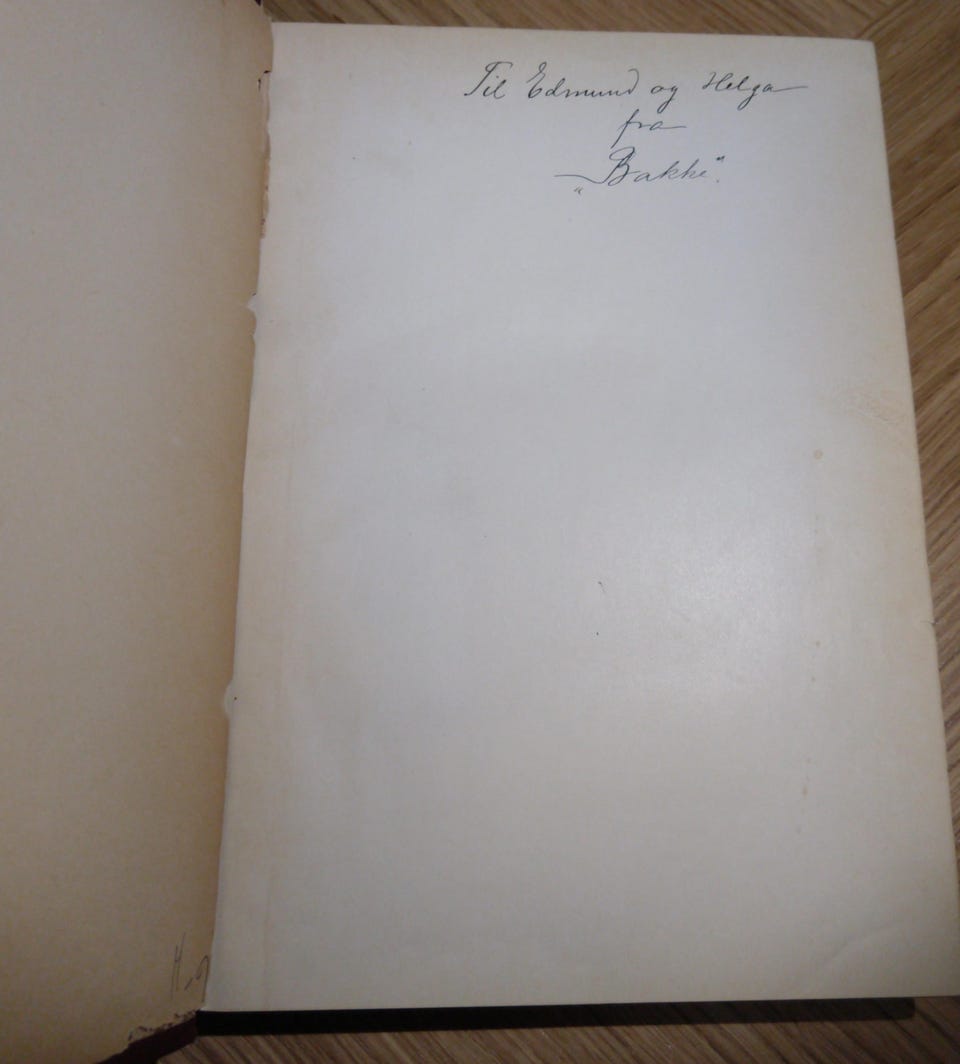 Til Edmund og Helga
fra
„Bakke”.